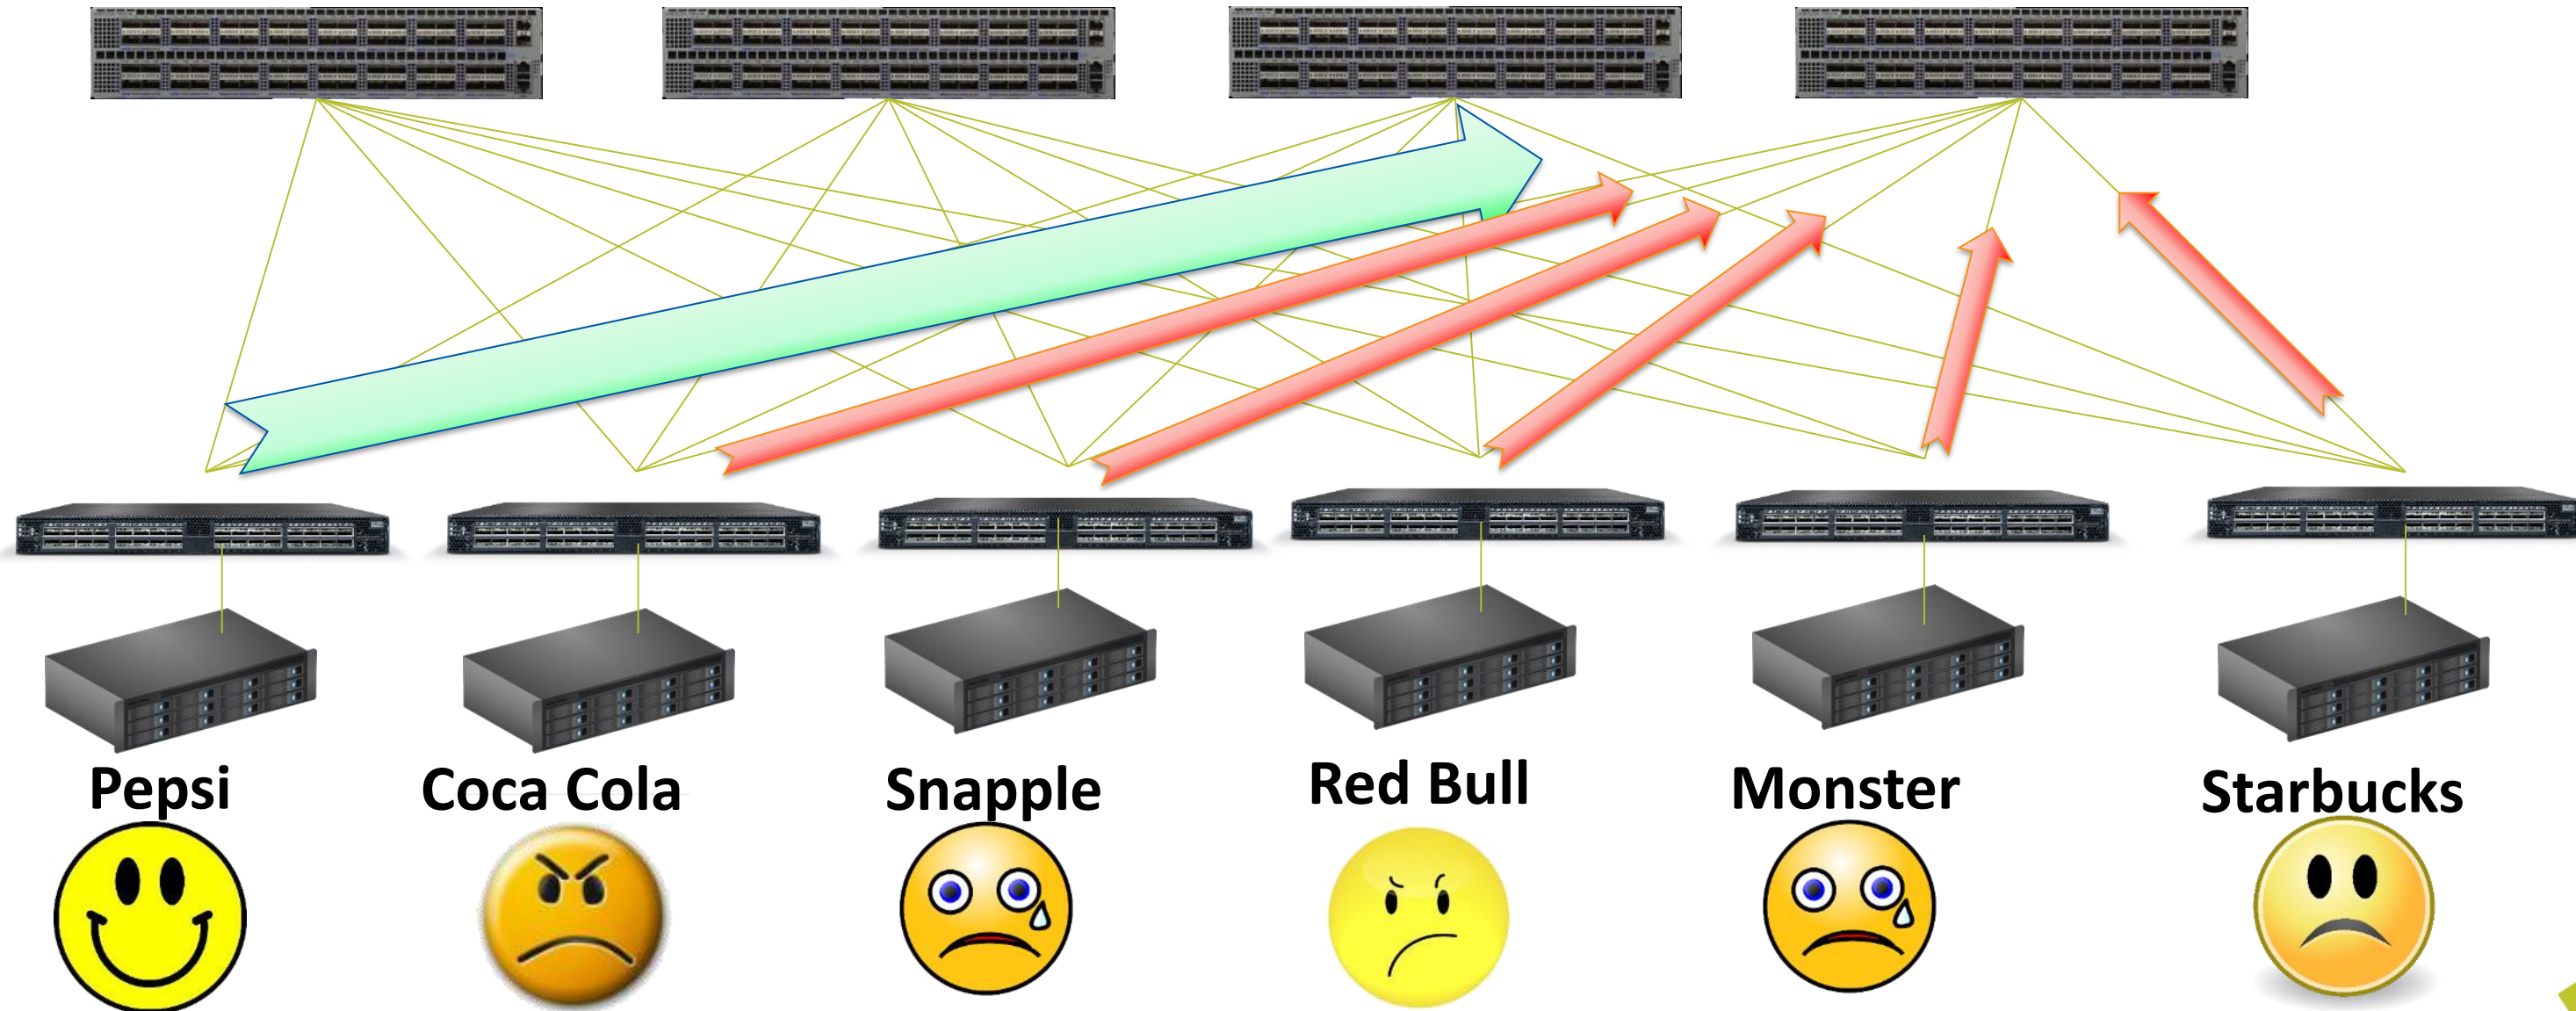 Pepsi
Coca Cola
Snapple
Red Bull
Monster
Starbucks